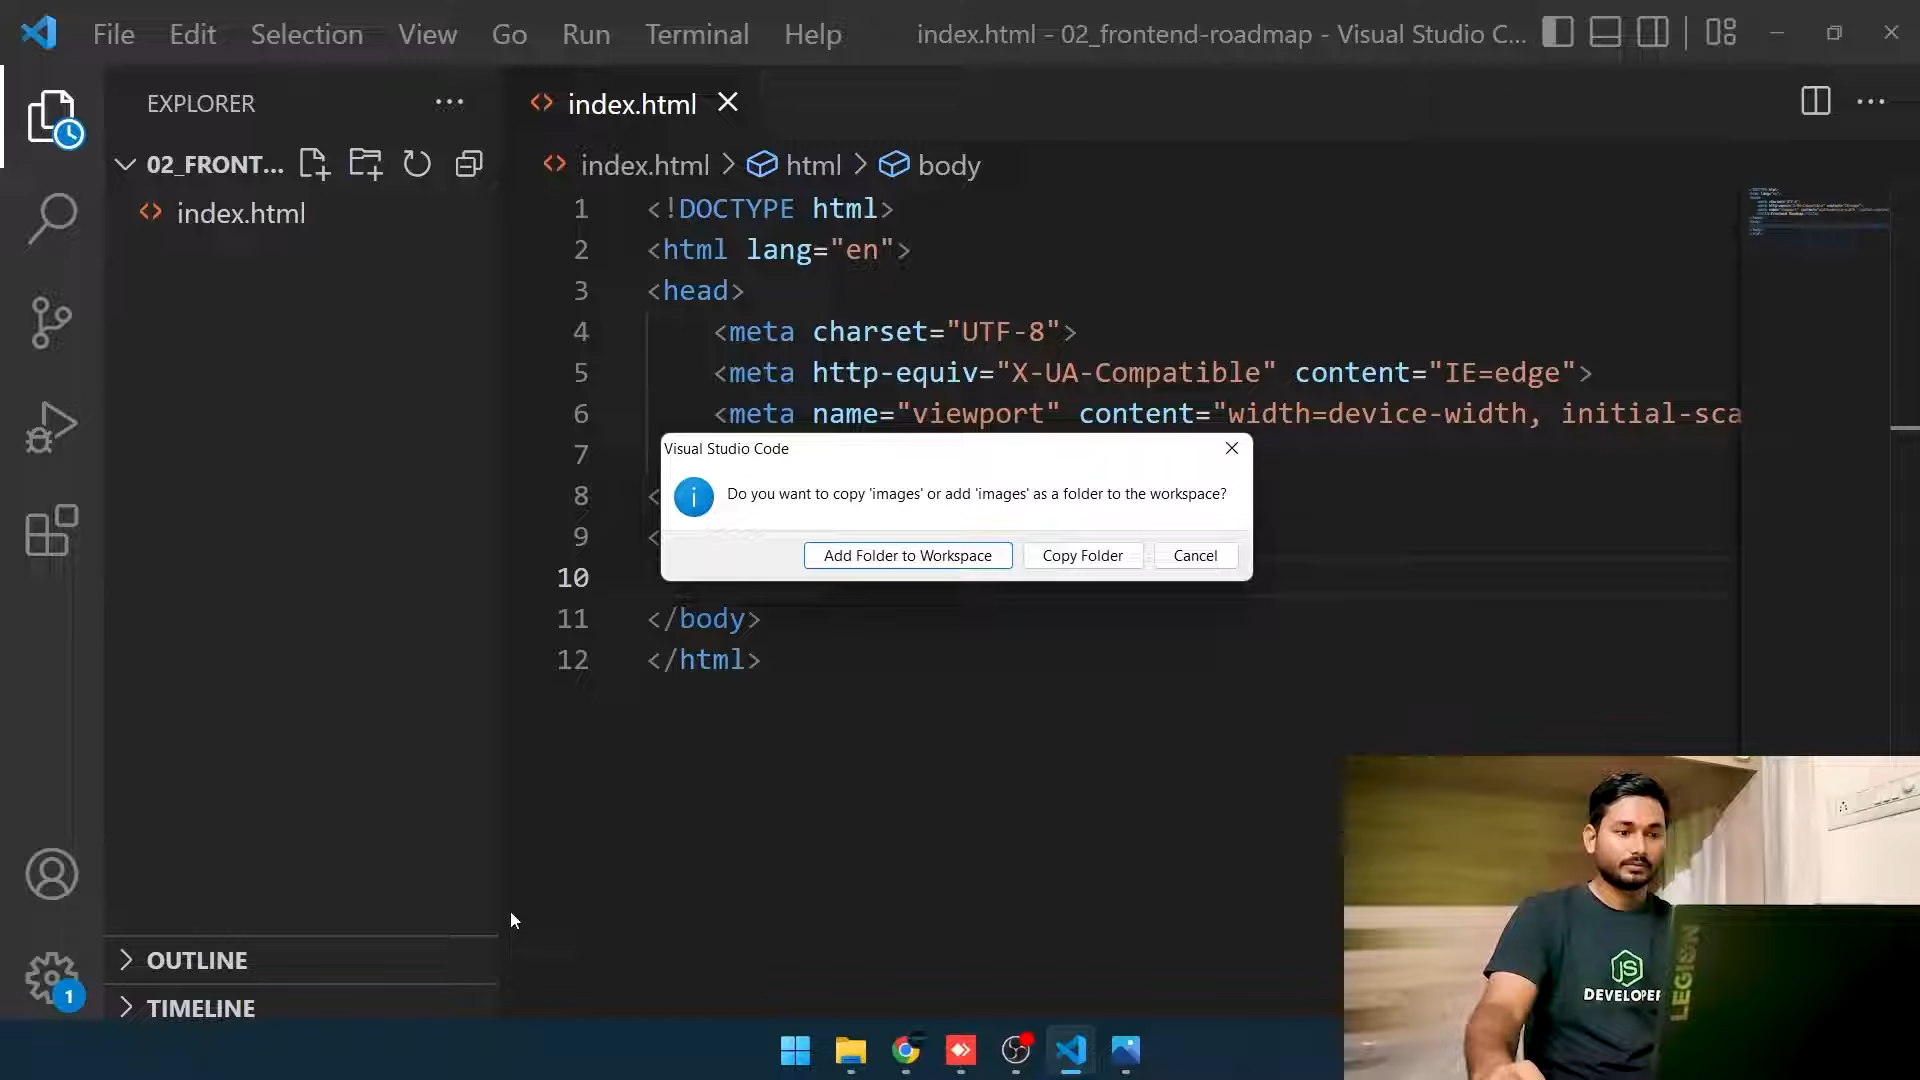 File Edit Selection View Go Run Terminal Help index.html - 02_frontend-roadmap - Visual Studio C...
EXPLORER
index.html
02_FRONT...
index.html > html > body
index.html
1 <!DOCTYPE html>
2 <html lang="en">
3 <head>
4 <meta charset="UTF-8">
5 <meta http-equiv="X-UA-Compatible" content="IE=edge">
6 <meta name="viewport" content="width=device-width, initial-sca
7
8 <
9 <
10
11 </body>
12 </html>
Visual Studio Code
Do you want to copy 'images' or add 'images' as a folder to the workspace?
Add Folder to Workspace Copy Folder Cancel
OUTLINE
1
TIMELINE
JS
DEVELOPER
LEGION